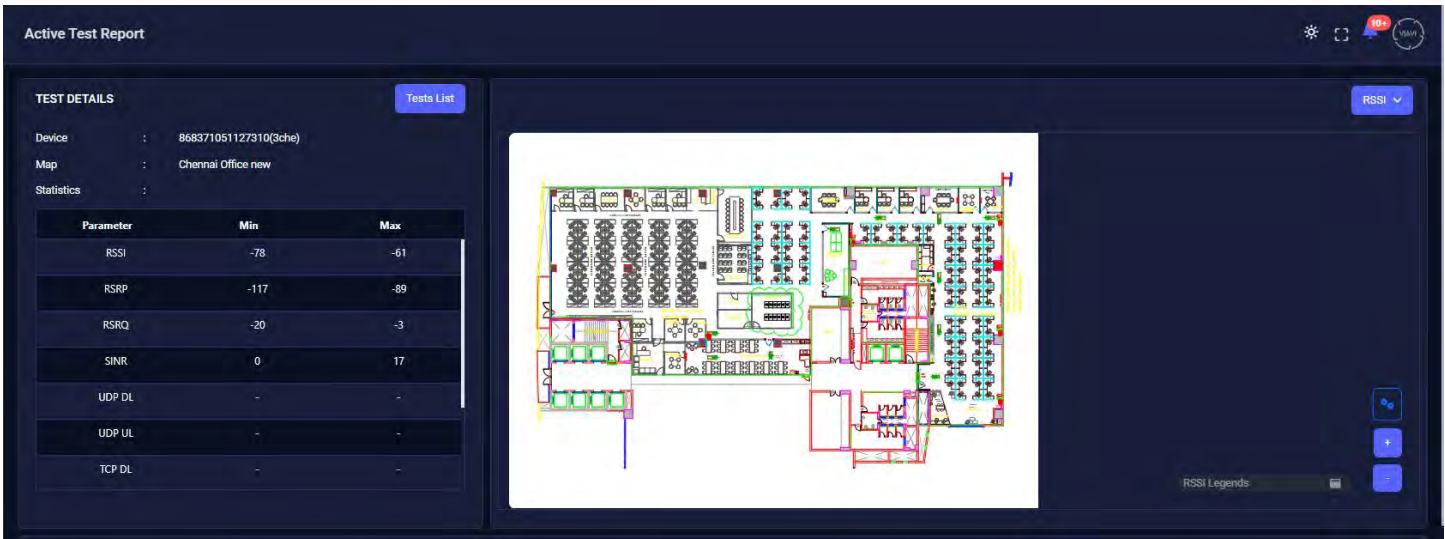 Active Test Report
10+
VIAVI
TEST DETAILS
Tests List
RSSI
Device : 868371051127310(3che)
Map : Chennai Office new
Statistics :
Parameter Min Max
RSSI -78 -61
RSRP -117 -89
RSRQ -20 -3
SINR 0 17
UDP DL - -
UDP UL - -
TCP DL - -
+
-
RSSI Legends